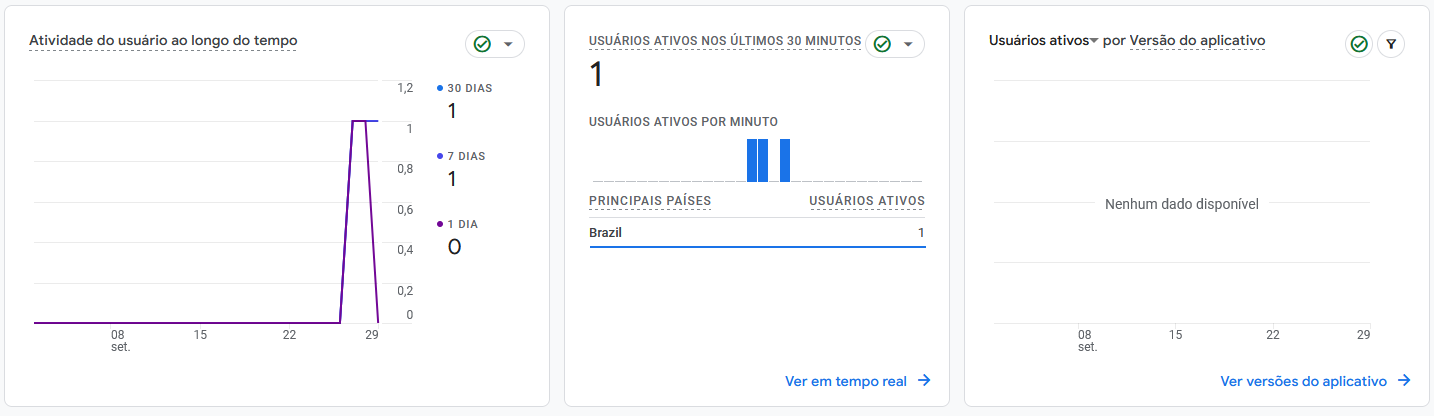 Atividade do usuário ao longo do tempo
1,2
1
0,8
0,6
0,4
0,2
0
08
set.
15
22
29
30 DIAS
1
7 DIAS
1
1 DIA
0
USUÁRIOS ATIVOS NOS ÚLTIMOS 30 MINUTOS
1
USUÁRIOS ATIVOS POR MINUTO
PRINCIPAIS PAÍSES USUÁRIOS ATIVOS
Brazil 1
Ver em tempo real
Usuários ativos por Versão do aplicativo
Nenhum dado disponível
08
set.
15
22
29
Ver versões do aplicativo